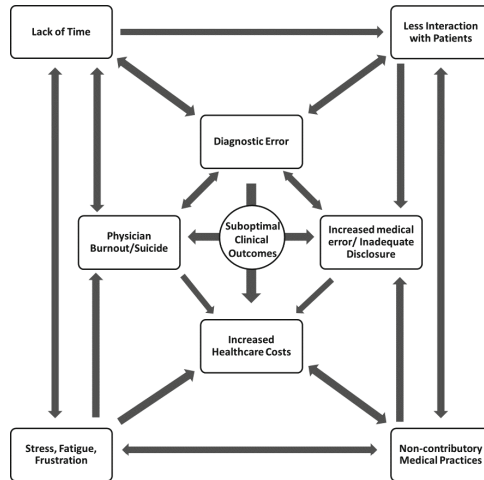 Lack of Time
Less Interaction
with Patients
Diagnostic Error
Physician
Burnout/Suicide
Suboptimal
Clinical
Outcomes
Increased medical
error/ Inadequate
Disclosure
Increased
Healthcare Costs
Stress, Fatigue,
Frustration
Non-contributory
Medical Practices